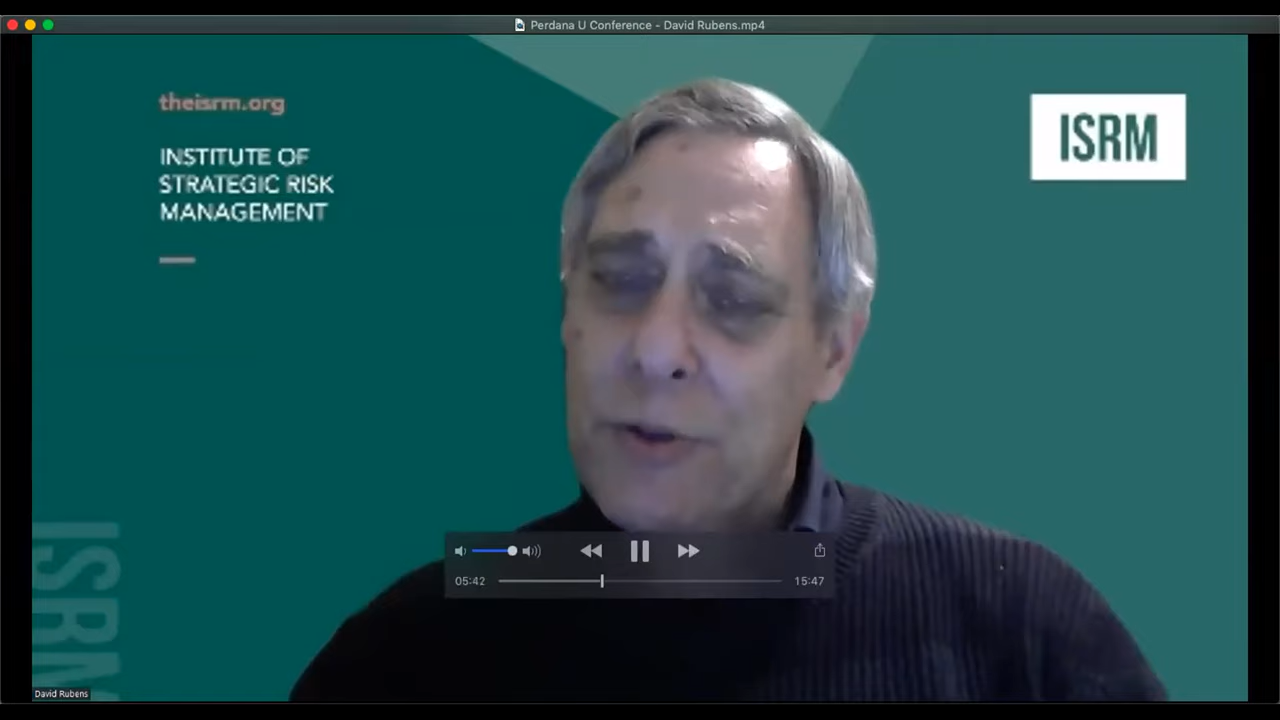 Perdana U Conference - David Rubens.mp4
theisrm.org
INSTITUTE OF
STRATEGIC RISK
MANAGEMENT
ISRM
ISRM
05:42
15:47
David Rubens